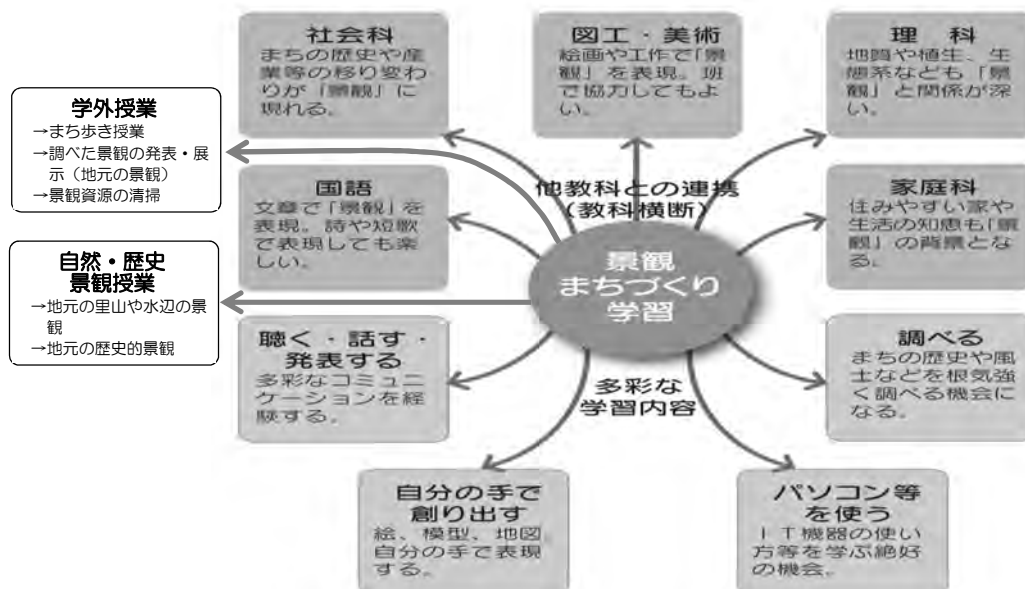 社会科
まちの歴史や産
業等の移り変わ
りが「景観」に
現れる。
図工・美術
絵画や工作で「景
観」を表現。班
で協力してもよ
い。
理科
地質や植生、生
態系なども「景
観」と関係が深
い。
学外授業
→まち歩き授業
→調べた景観の発表・展
示（地元の景観）
→景観資源の清掃
国語
文章で「景観」を
表現。詩や短歌
で表現しても楽
しい。
他教科との連携
(教科横断)
家庭科
住みやすい家や
生活の知恵も「景
観」の背景とな
る。
景観
まちづくり
学習
自然・歴史
景観授業
→地元の里山や水辺の景
観
→地元の歴史的景観
聴く・話す・
発表する
多彩なコミュニ
ケーションを経
験する。
多彩な
学習内容
調べる
まちの歴史や風
土などを根気強
く調べる機会に
なる。
自分の手で
創り出す
絵、模型、地図。
自分の手で表現
する。
パソコン等
を使う
ＩＴ機器の使い
方等を学ぶ絶好
の機会。